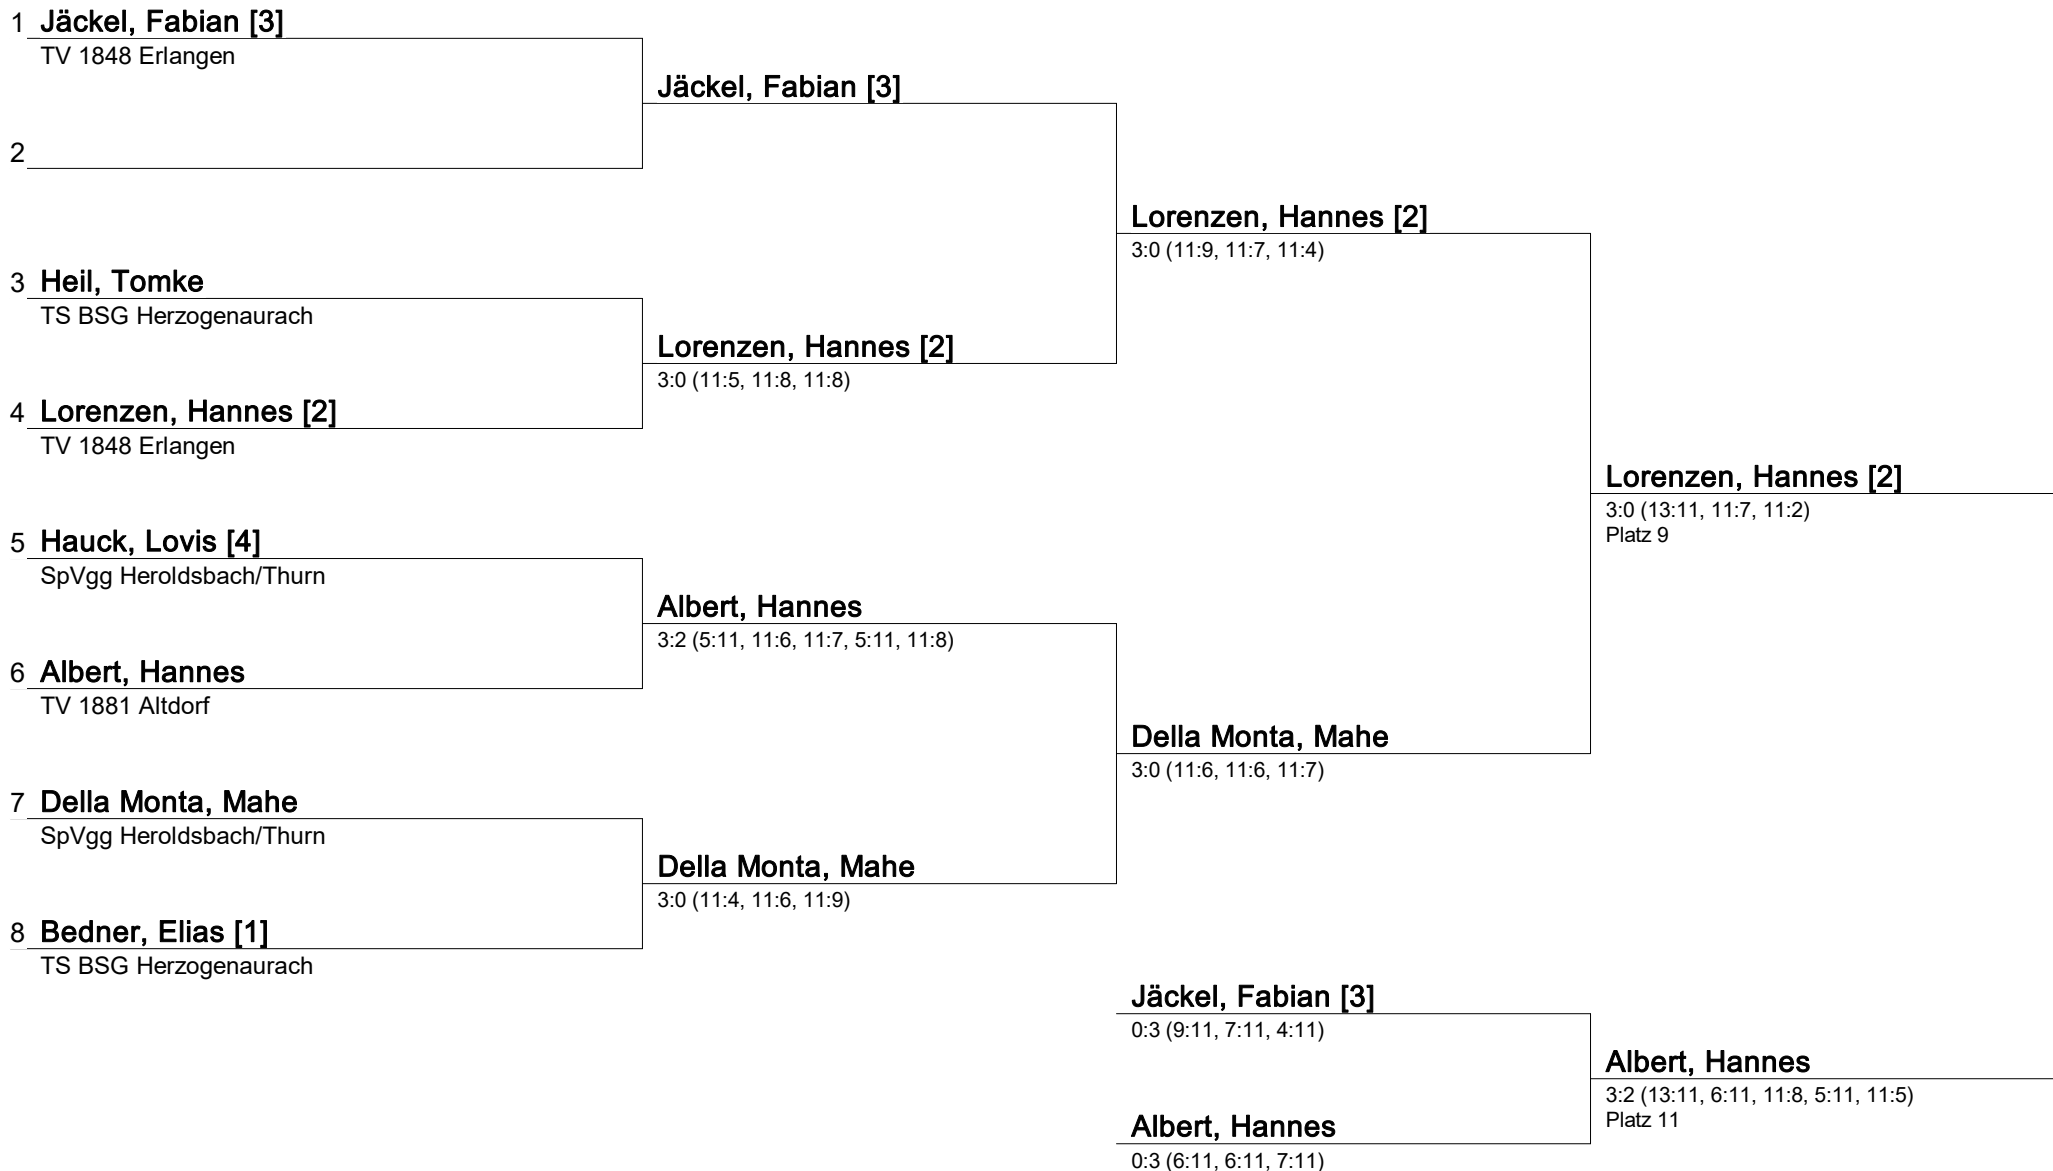 1 Jäckel, Fabian [3]
TV 1848 Erlangen
Jäckel, Fabian [3]
2
Lorenzen, Hannes [2]
3:0 (11:9, 11:7, 11:4)
3 Heil, Tomke
TS BSG Herzogenaurach
Lorenzen, Hannes [2]
3:0 (11:5, 11:8, 11:8)
4 Lorenzen, Hannes [2]
TV 1848 Erlangen
Lorenzen, Hannes [2]
3:0 (13:11, 11:7, 11:2)
Platz 9
5 Hauck, Lovis [4]
SpVgg Heroldsbach/Thurn
Albert, Hannes
3:2 (5:11, 11:6, 11:7, 5:11, 11:8)
6 Albert, Hannes
TV 1881 Altdorf
Della Monta, Mahe
3:0 (11:6, 11:6, 11:7)
7 Della Monta, Mahe
SpVgg Heroldsbach/Thurn
Della Monta, Mahe
3:0 (11:4, 11:6, 11:9)
8 Bedner, Elias [1]
TS BSG Herzogenaurach
Jäckel, Fabian [3]
0:3 (9:11, 7:11, 4:11)
Albert, Hannes
3:2 (13:11, 6:11, 11:8, 5:11, 11:5)
Platz 11
Albert, Hannes
0:3 (6:11, 6:11, 7:11)